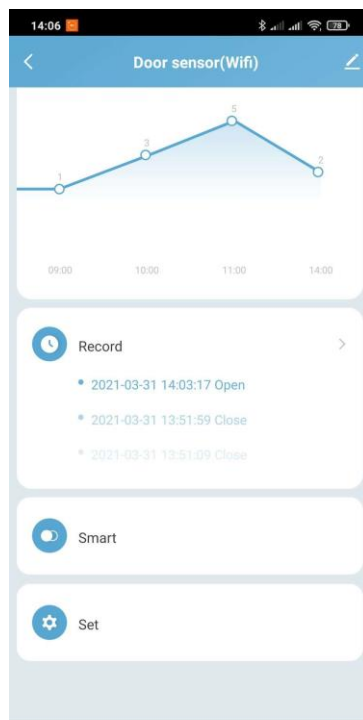 14:06
78
Door sensor(Wifi)
5
3
2
1
09:00 10:00 11:00 14:00
Record
2021-03-31 14:03:17 Open
2021-03-31 13:51:59 Close
2021-03-31 13:51:09 Close
Smart
Set